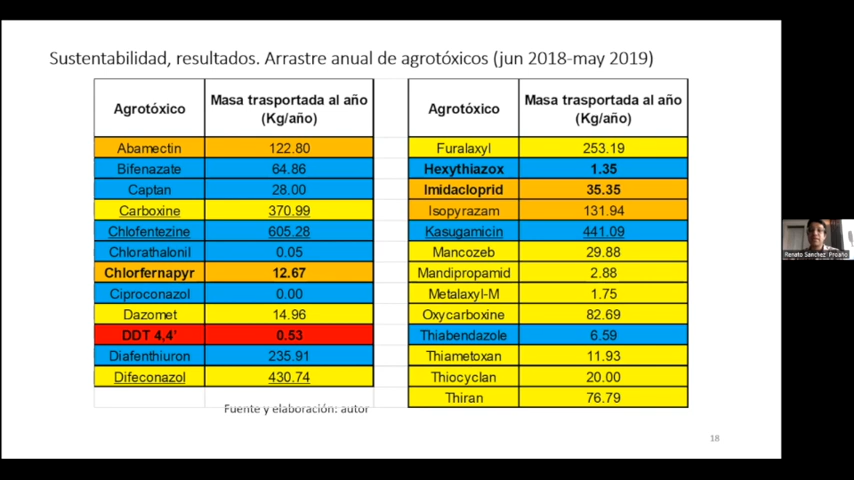 Sustentabilidad, resultados. Arrastre anual de agrotóxicos (jun 2018-may 2019)
Agrotóxico Masa trasportada al año (Kg/año)
Abamectin 122.80
Bifenazate 64.86
Captan 28.00
Carboxine 370.99
Chlofentezine 605.28
Chlorathalonil 0.05
Chlorfernapyr 12.67
Ciproconazol 0.00
Dazomet 14.96
DDT 4,4' 0.53
Diafenthiuron 235.91
Difeconazol 430.74
Agrotóxico Masa trasportada al año (Kg/año)
Furalaxyl 253.19
Hexythiazox 1.35
Imidacloprid 35.35
Isopyrazam 131.94
Kasugamicin 441.09
Mancozeb 29.88
Mandipropamid 2.88
Metalaxyl-M 1.75
Oxycarboxine 82.69
Thiabendazole 6.59
Thiametoxan 11.93
Thiocyclan 20.00
Thiran 76.79
Fuente y elaboración: autor
18
Renato Sánchez Proaño